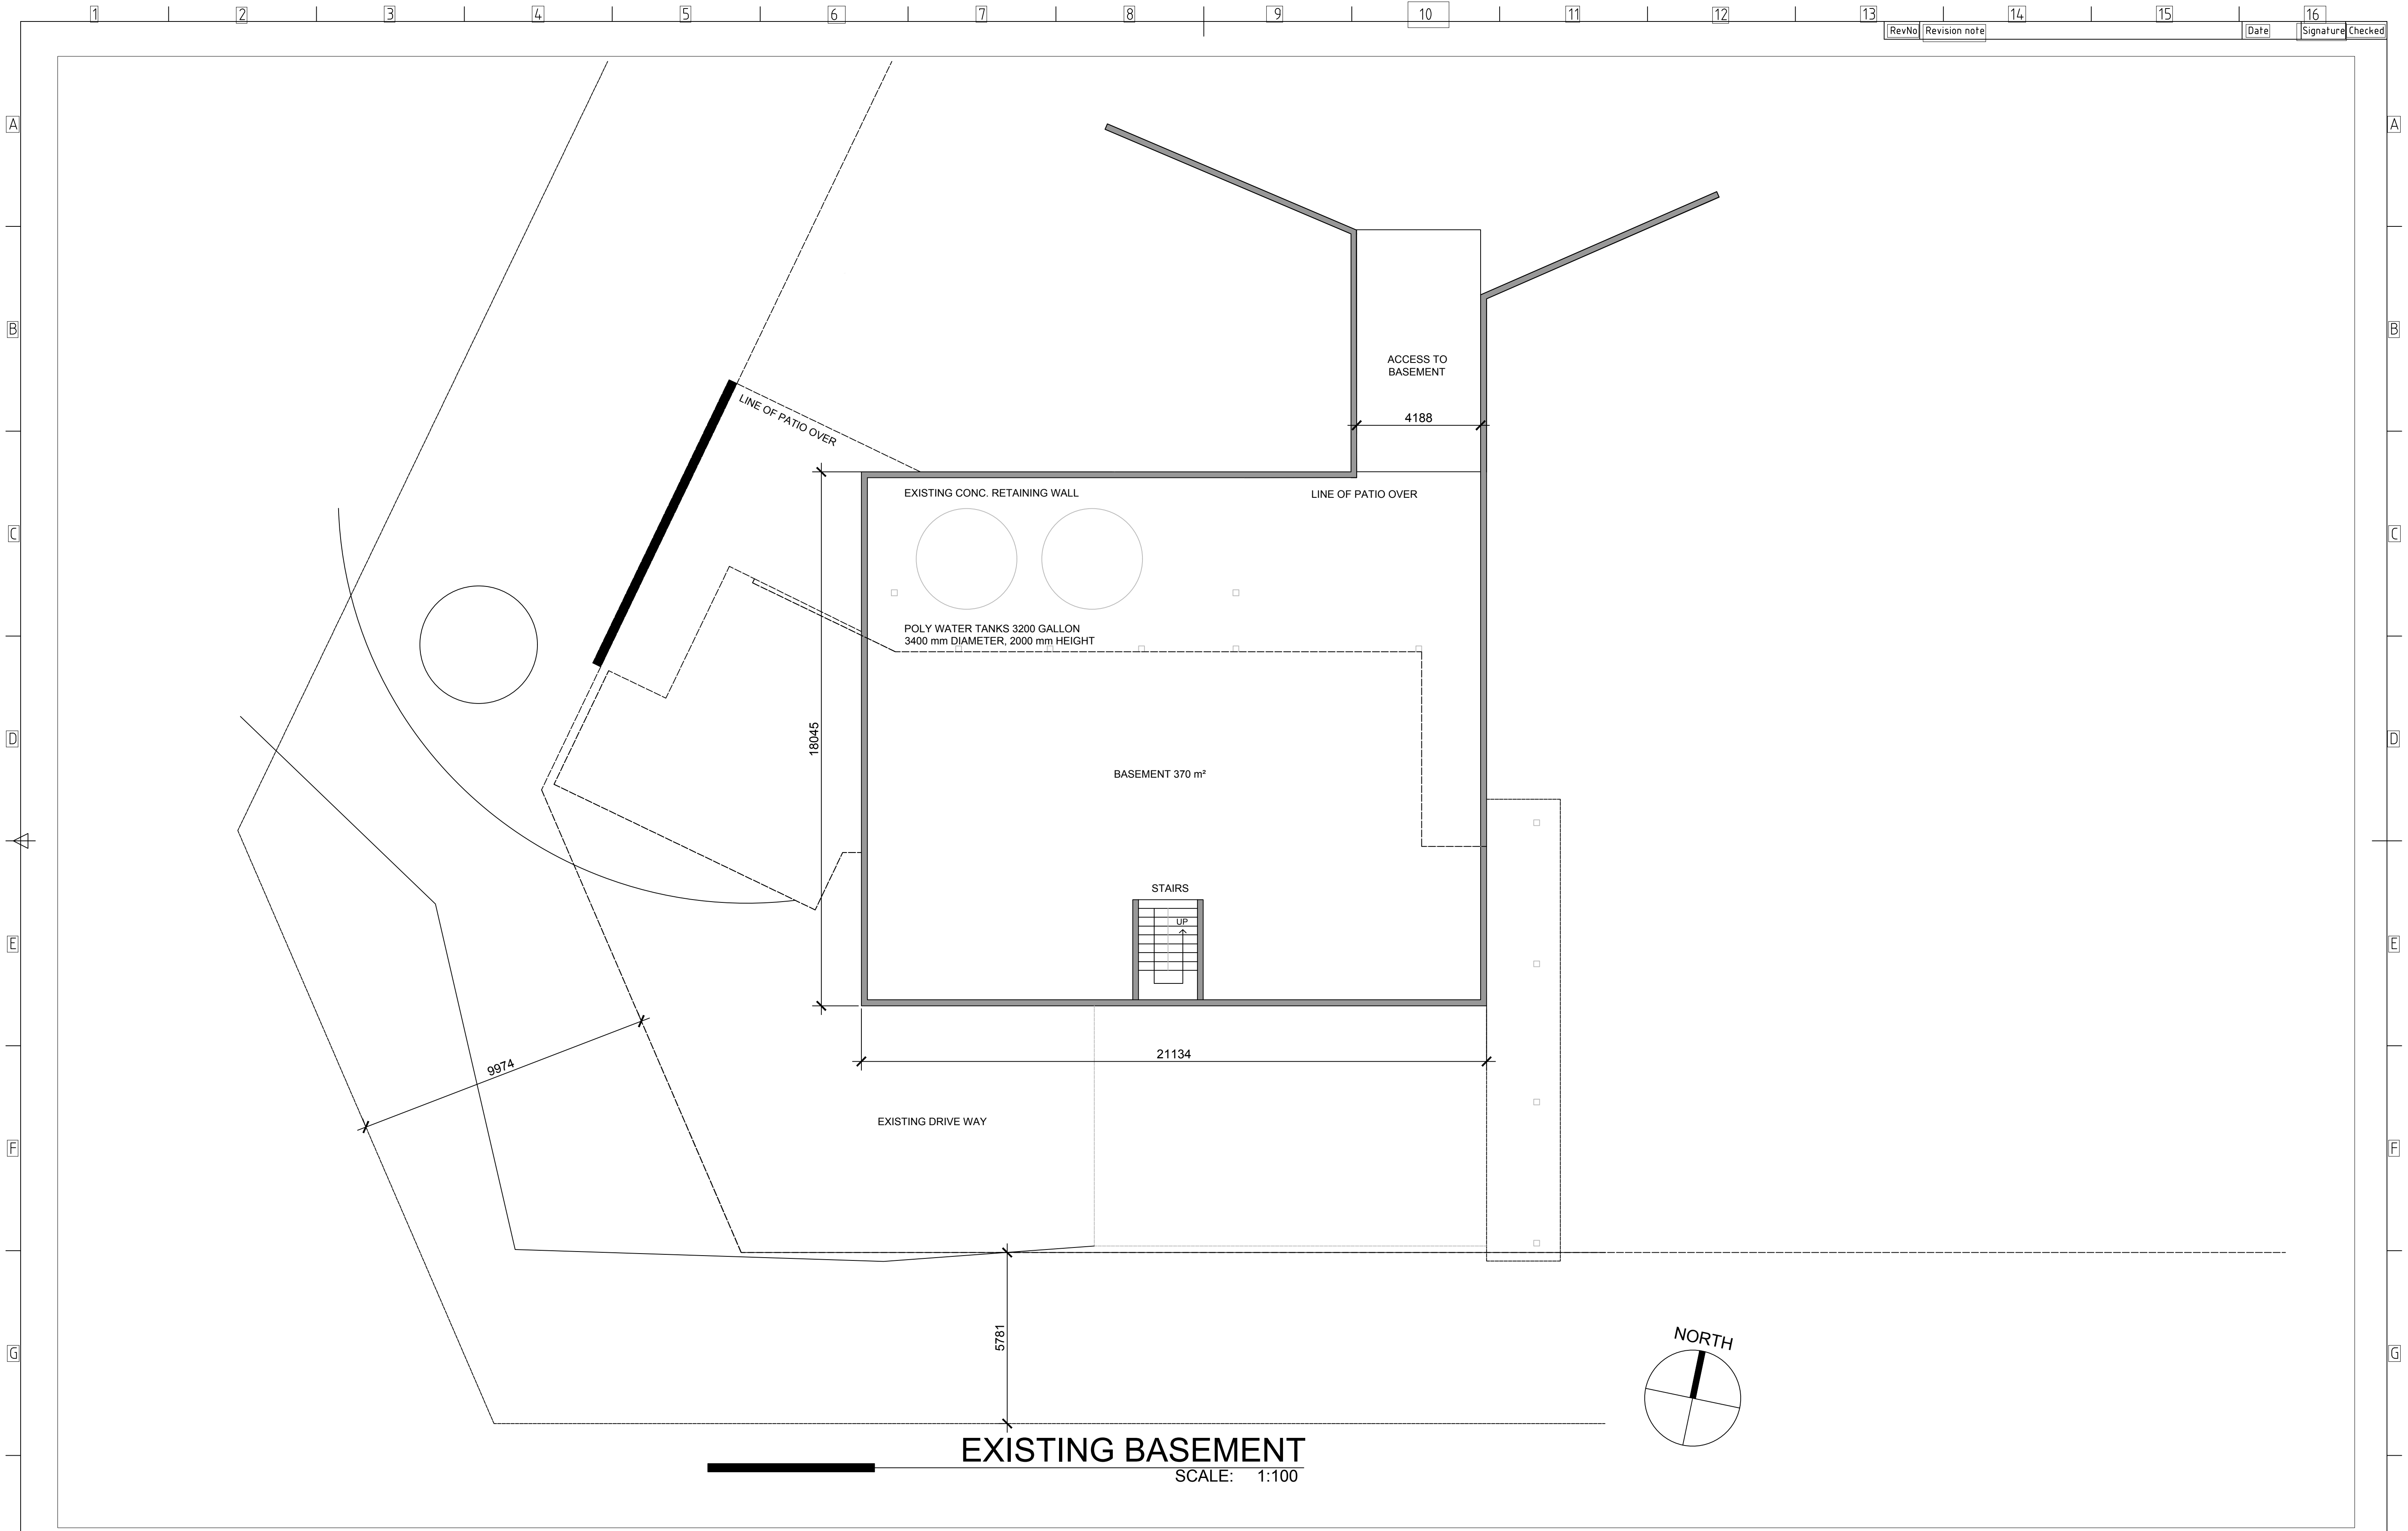 1 2 3 4 5 6 7 8 9 10 11 12 13 14 15 16
RevNo Revision note Date Signature Checked
A A
B B
ACCESS TO
BASEMENT
LINE OF PATIO OVER
4188
EXISTING CONC. RETAINING WALL
LINE OF PATIO OVER
C C
POLY WATER TANKS 3200 GALLON
3400 mm DIAMETER, 2000 mm HEIGHT
18045
D D
BASEMENT 370 m²
STAIRS
UP
E E
21134
9974
EXISTING DRIVE WAY
F F
5781
NORTH
G G
EXISTING BASEMENT
SCALE: 1:100